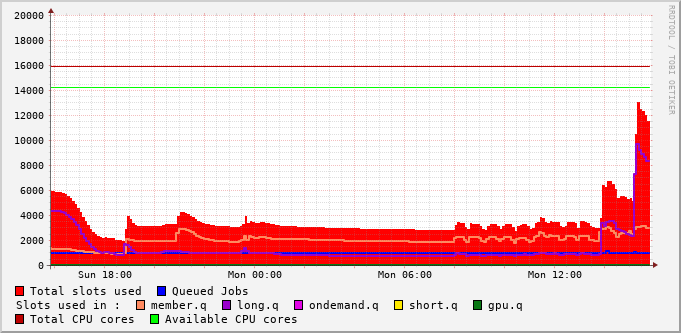 20000
18000
16000
14000
12000
10000
8000
6000
4000
2000
0
Sun 18:00 Mon 00:00 Mon 06:00 Mon 12:00
Total slots used Queued Jobs
Slots used in : member.q long.q ondemand.q short.q gpu.q
Total CPU cores Available CPU cores
RRDTOOL / TOBI OETIKER